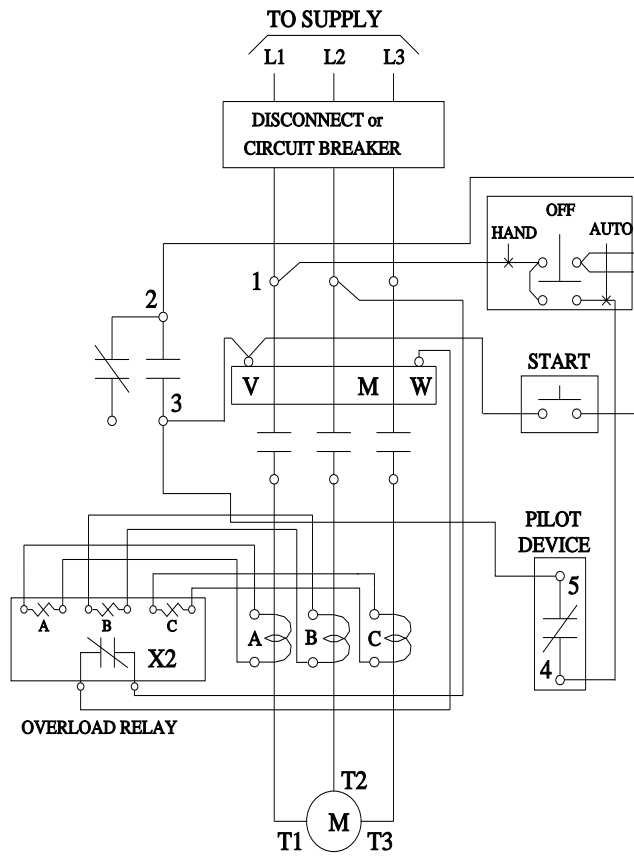 TO SUPPLY
L1 L2 L3
DISCONNECT or
CIRCUIT BREAKER
OFF
HAND AUTO
1
2
START
V M W
3
PILOT
DEVICE
5
A B C
A B C
X2
4
OVERLOAD RELAY
T2
M
T1 T3